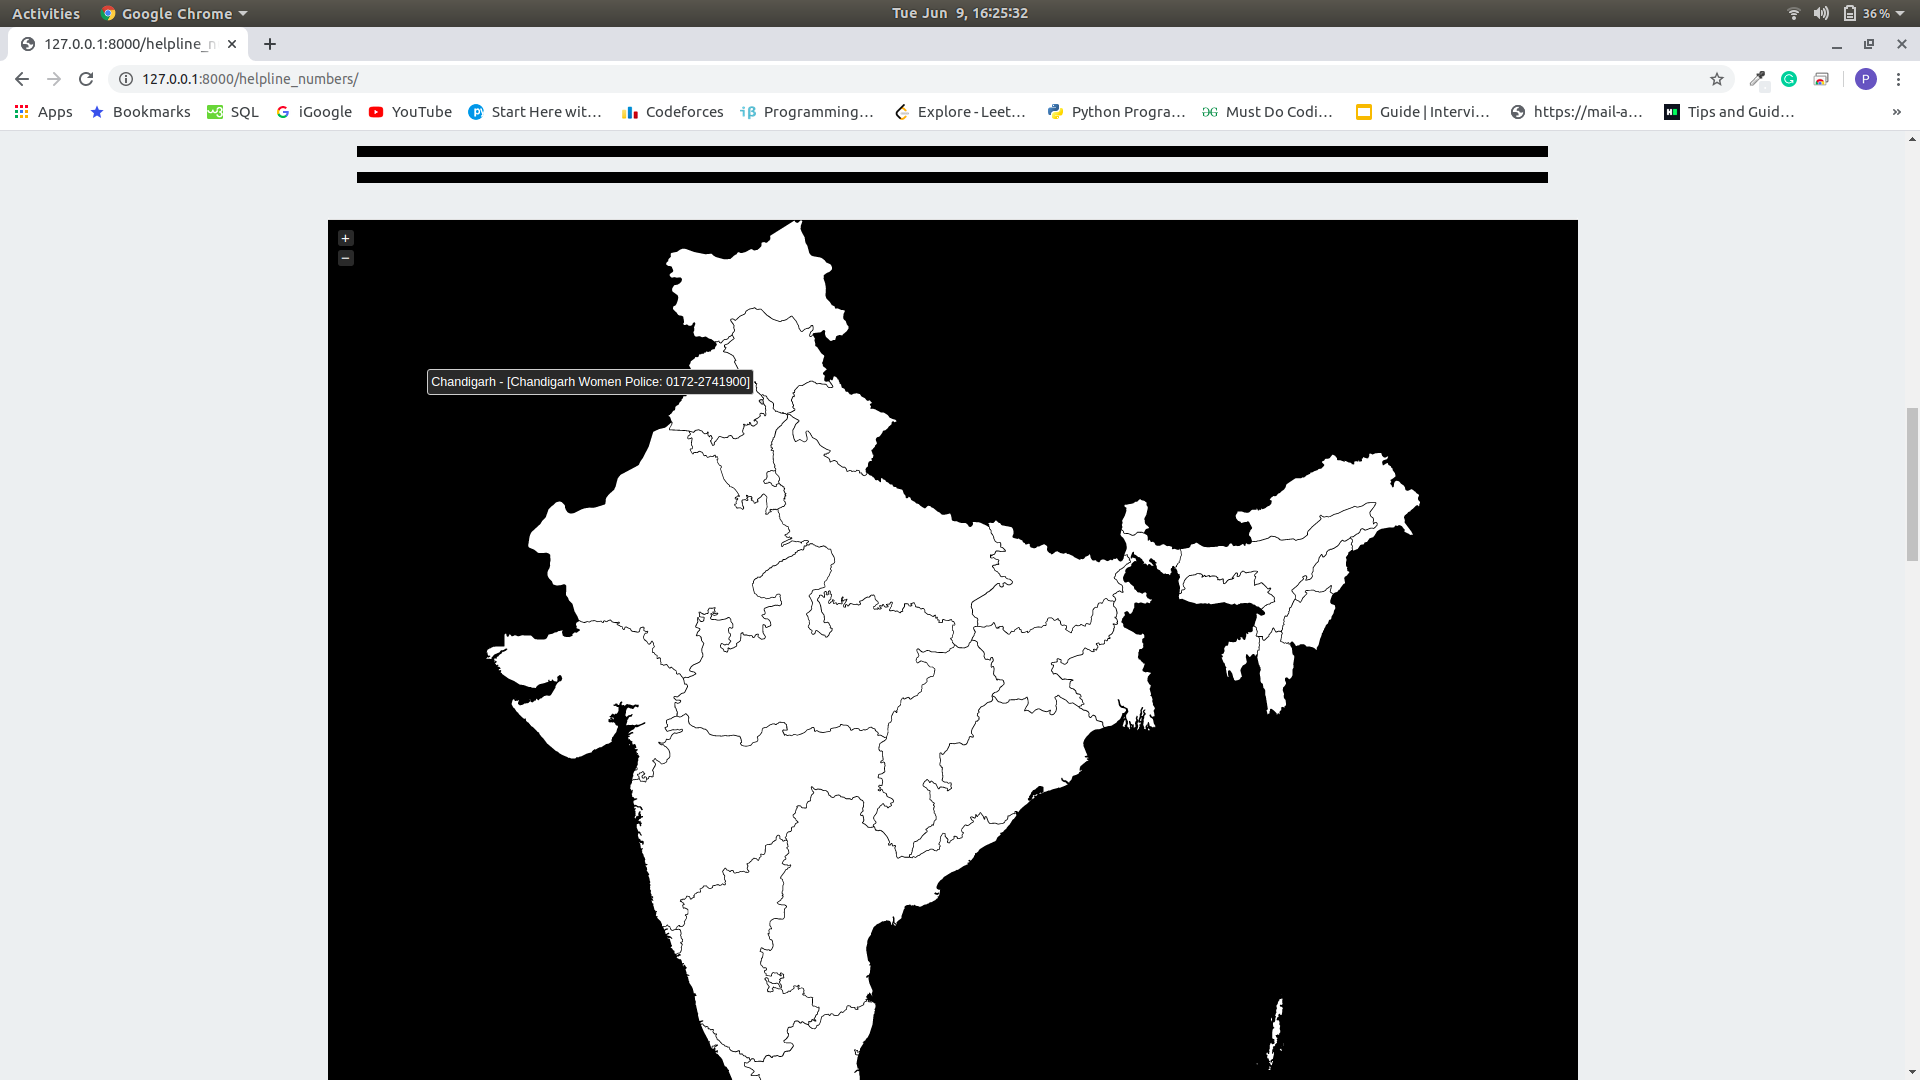 Activities Google Chrome Tue Jun 9, 16:25:32 36%
127.0.0.1:8000/helpline_n
127.0.0.1:8000/helpline_numbers/ P
Apps Bookmarks SQL iGoogle YouTube Start Here wit… Codeforces Programming… Explore - Leet… Python Progra… Must Do Codi… Guide | Intervi… https://mail-a… Tips and Guid… »
+
−
Chandigarh - [Chandigarh Women Police: 0172-2741900]